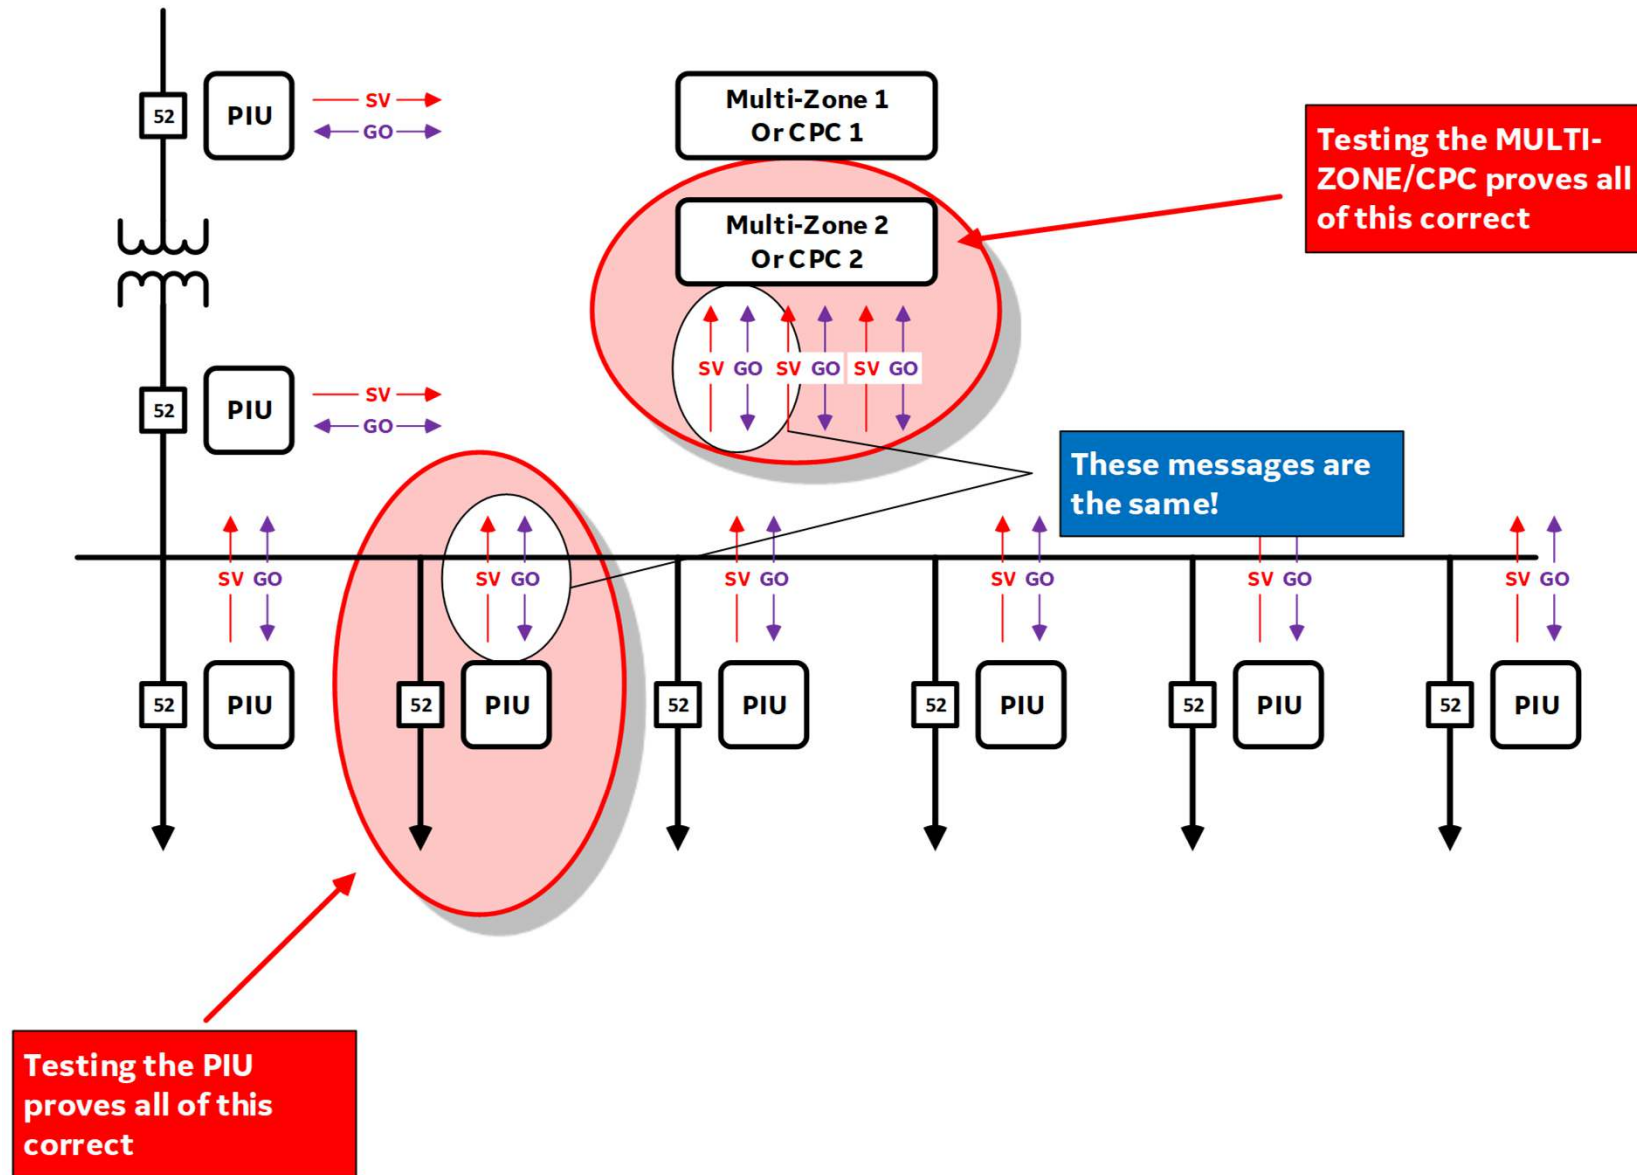 52
PIU
SV
GO
Multi-Zone 1
Or CPC 1
Testing the MULTI-
ZONE/CPC proves all
of this correct
Multi-Zone 2
Or CPC 2
SV GO SV GO SV GO
52
PIU
SV
GO
These messages are
the same!
SV GO
SV GO
SV GO
SV GO
SV GO
SV GO
52
PIU
52
PIU
52
PIU
52
PIU
52
PIU
52
PIU
Testing the PIU
proves all of this
correct